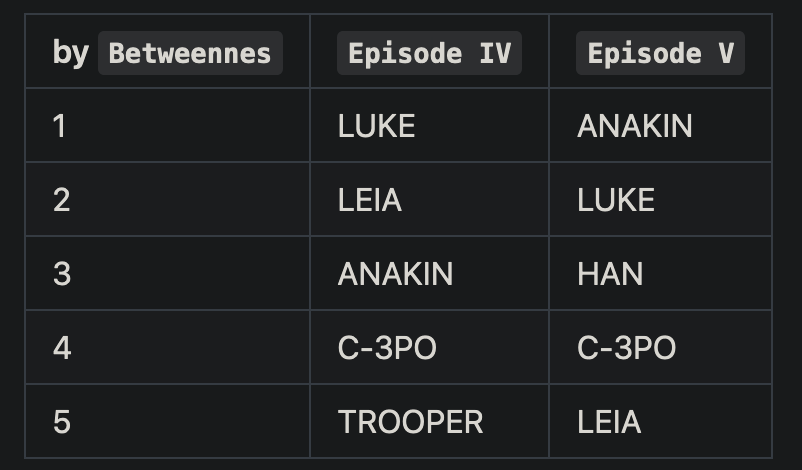 by Betweennes Episode IV Episode V
1 LUKE ANAKIN
2 LEIA LUKE
3 ANAKIN HAN
4 C-3PO C-3PO
5 TROOPER LEIA